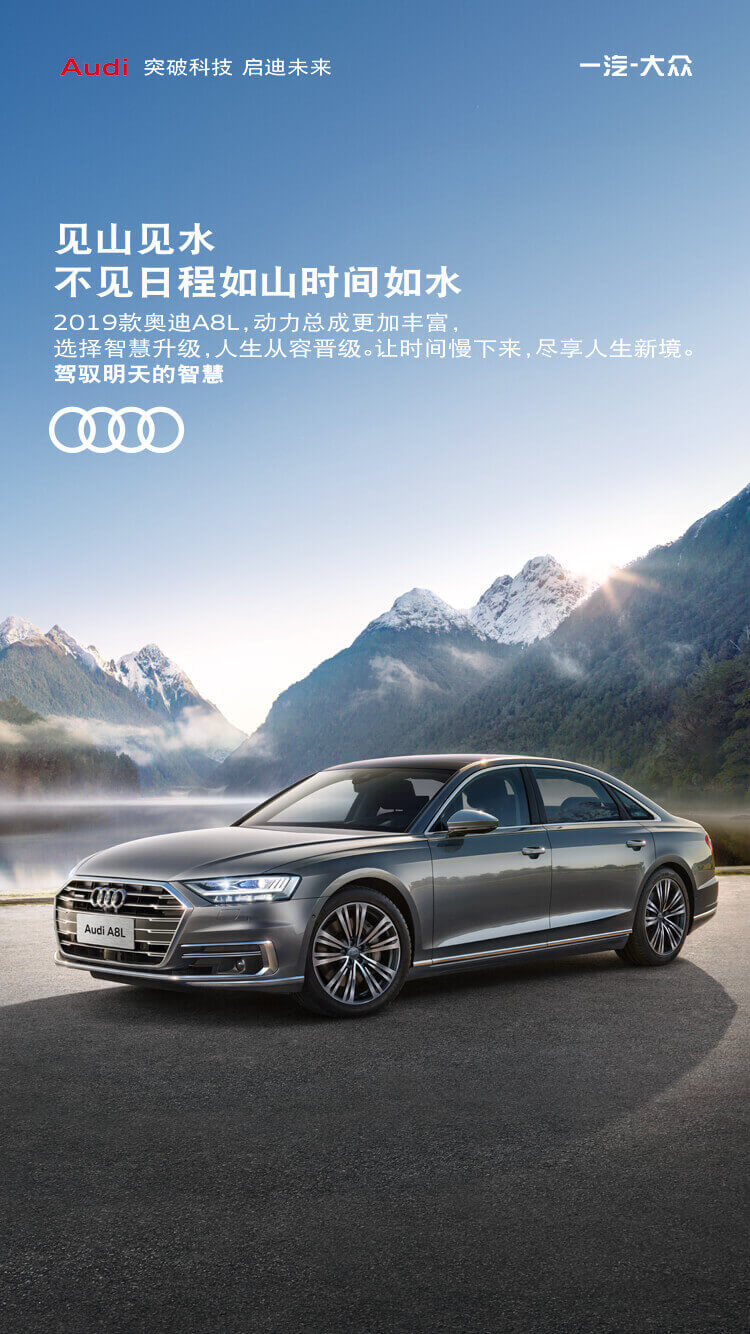 Audi 突破科技 启迪未来
一汽-大众
见山见水
不见日程如山时间如水
2019款奥迪A8L,动力总成更加丰富,
选择智慧升级,人生从容晋级。让时间慢下来,尽享人生新境。
驾驭明天的智慧
Audi A8L